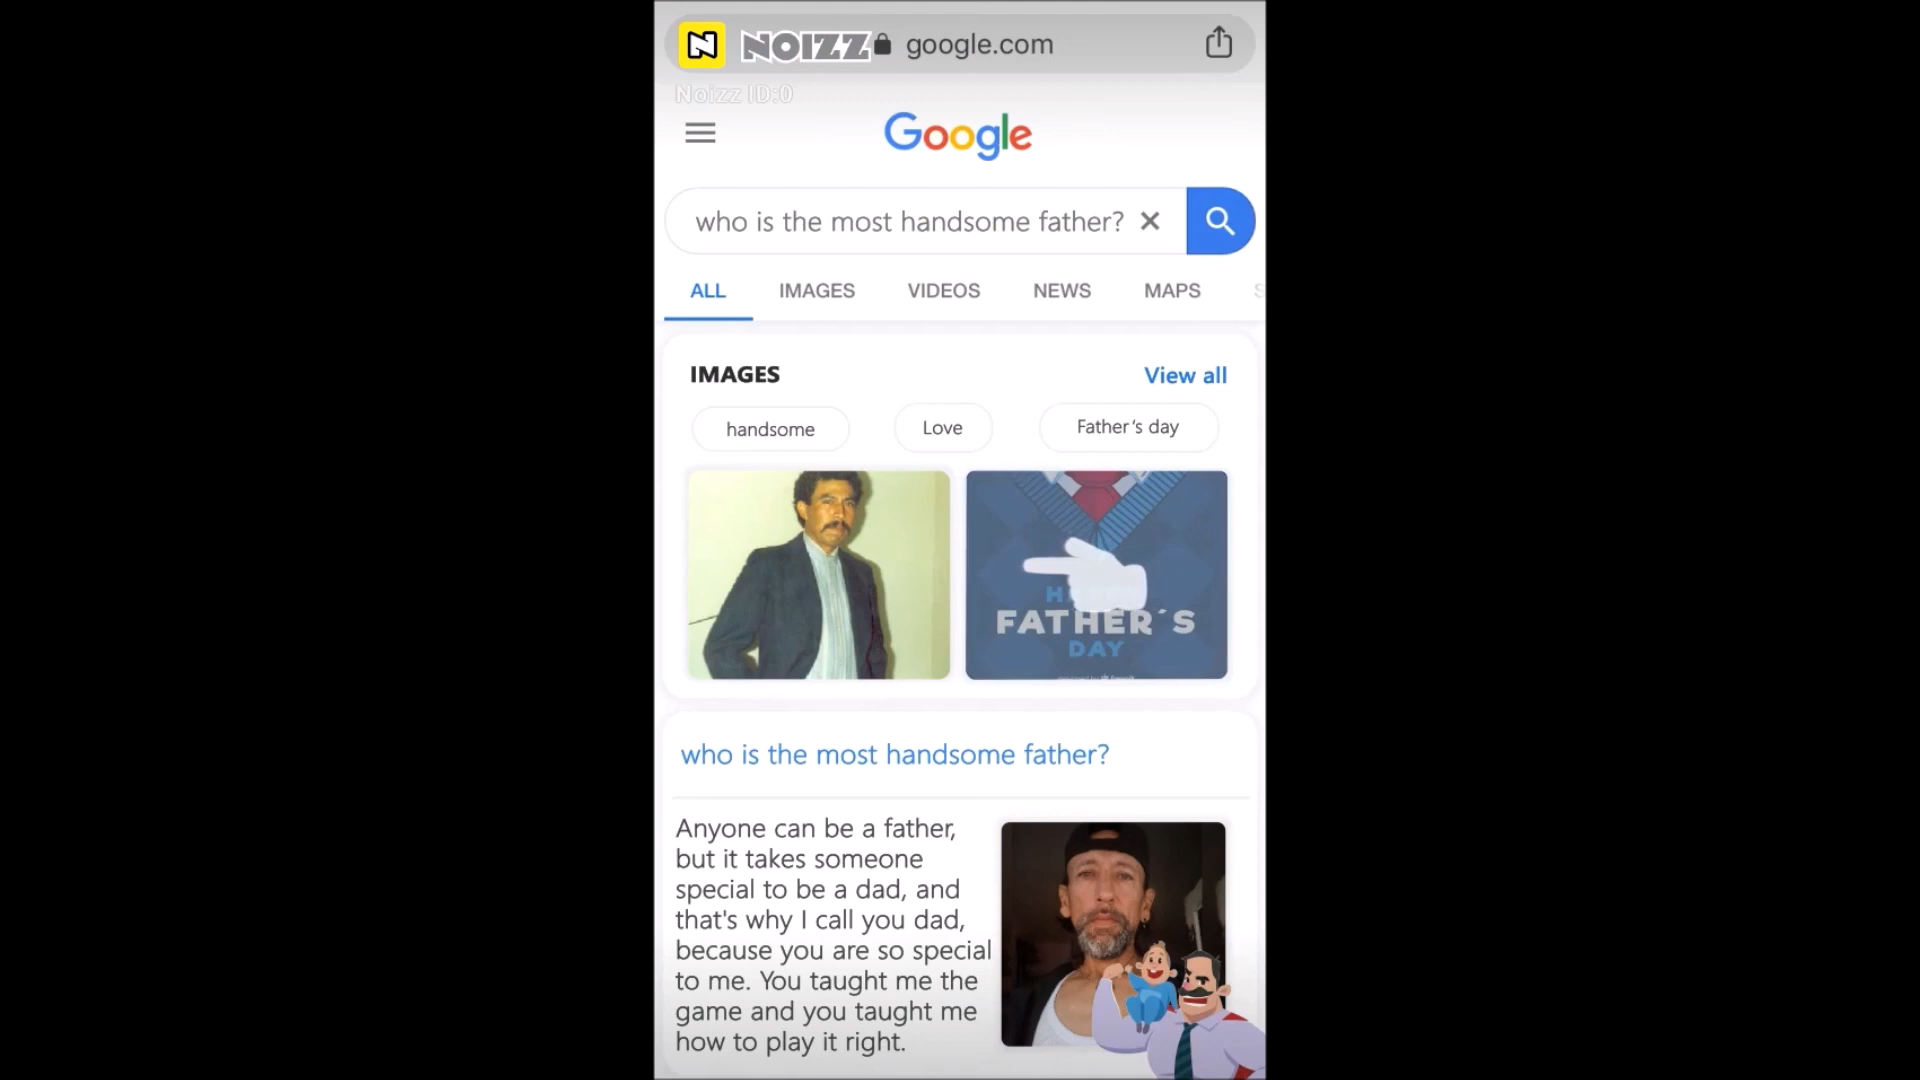 N NOIZZ google.com
Noizz ID:0
Google
who is the most handsome father?
ALL IMAGES VIDEOS NEWS MAPS S
IMAGES View all
handsome Love Father's day
FATHER´S
DAY
who is the most handsome father?
Anyone can be a father,
but it takes someone
special to be a dad, and
that's why I call you dad,
because you are so special
to me. You taught me the
game and you taught me
how to play it right.